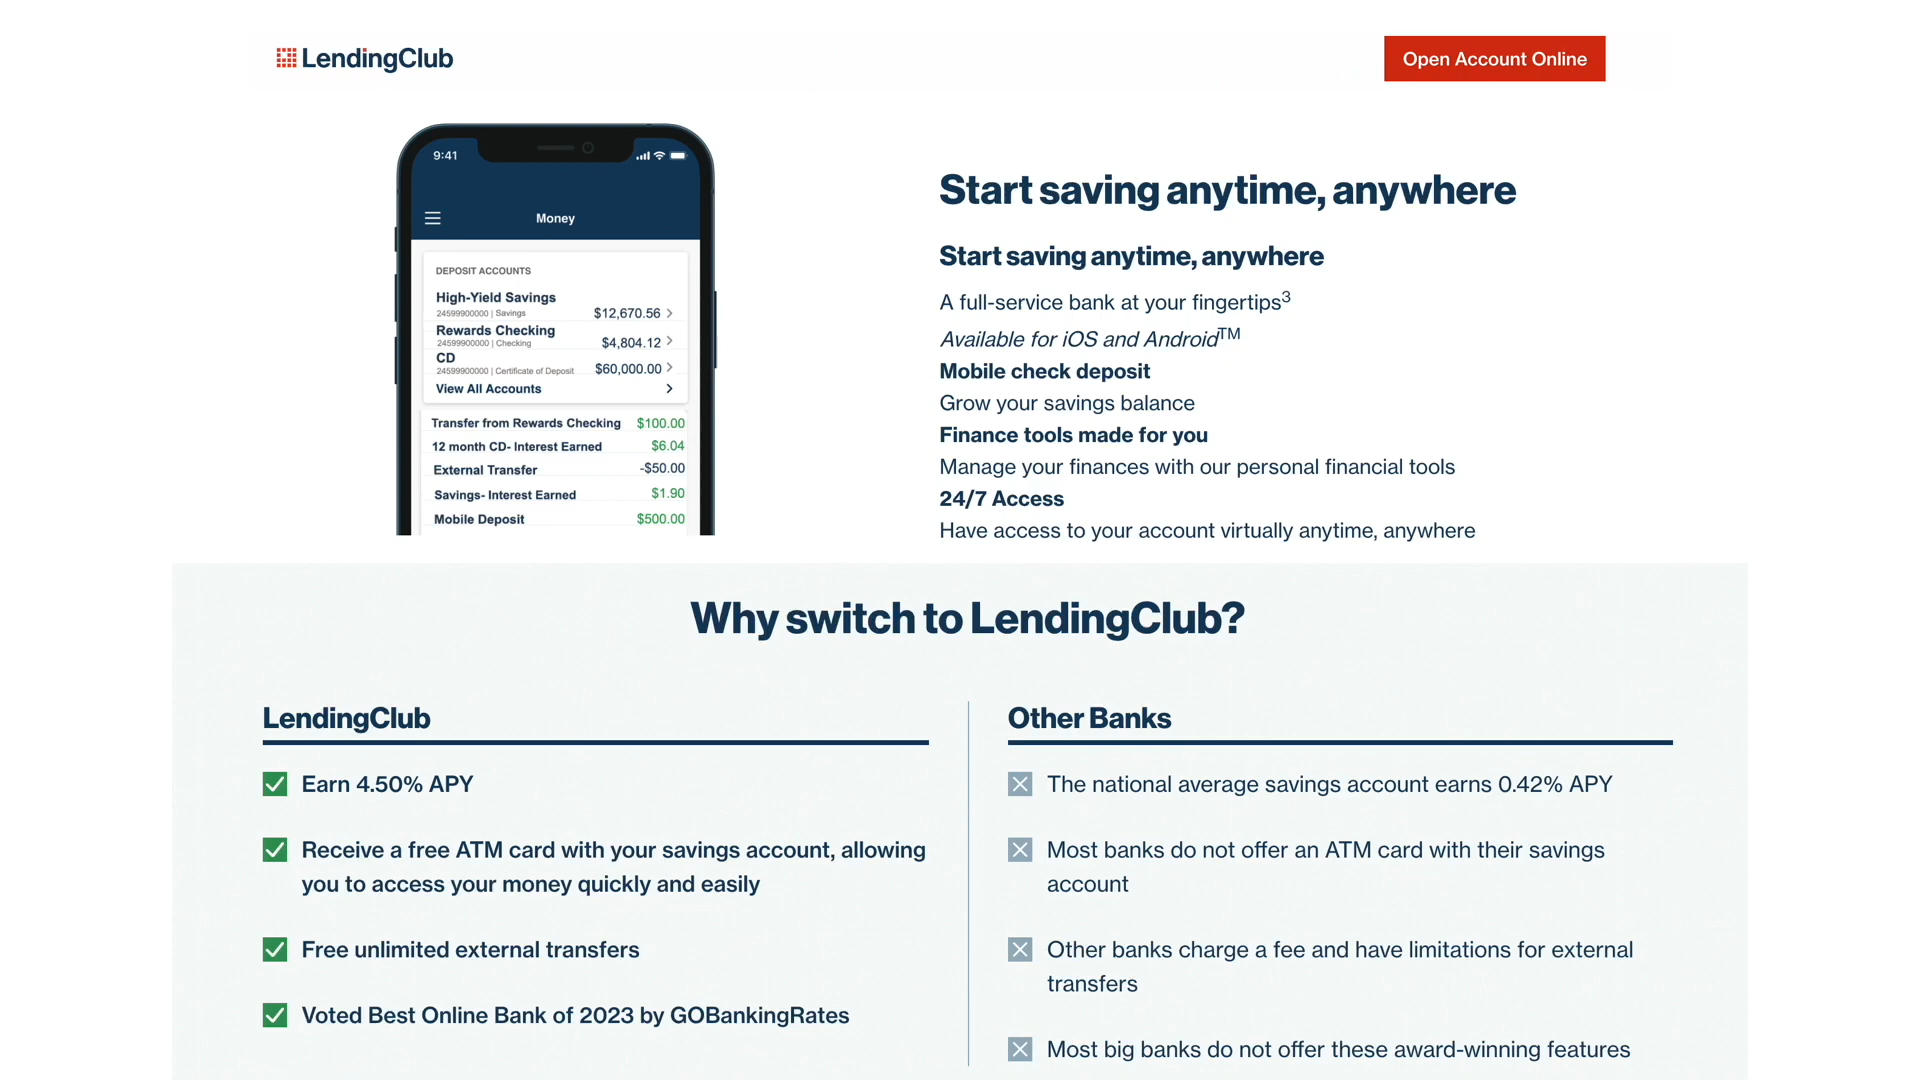 LendingClub
Open Account Online
9:41
Money
DEPOSIT ACCOUNTS
High-Yield Savings
24599900000 | Savings
$12,670.56
Rewards Checking
24599900000 | Checking
$4,804.12
CD
24599900000 | Certificate of Deposit
$60,000.00
View All Accounts
Transfer from Rewards Checking $100.00
12 month CD- Interest Earned $6.04
External Transfer -$50.00
Savings- Interest Earned $1.90
Mobile Deposit $500.00
Start saving anytime, anywhere
Start saving anytime, anywhere
A full-service bank at your fingertips3
Available for iOS and AndroidTM
Mobile check deposit
Grow your savings balance
Finance tools made for you
Manage your finances with our personal financial tools
24/7 Access
Have access to your account virtually anytime, anywhere
Why switch to LendingClub?
LendingClub
Earn 4.50% APY
Receive a free ATM card with your savings account, allowing
you to access your money quickly and easily
Free unlimited external transfers
Voted Best Online Bank of 2023 by GOBankingRates
Other Banks
The national average savings account earns 0.42% APY
Most banks do not offer an ATM card with their savings
account
Other banks charge a fee and have limitations for external
transfers
Most big banks do not offer these award-winning features